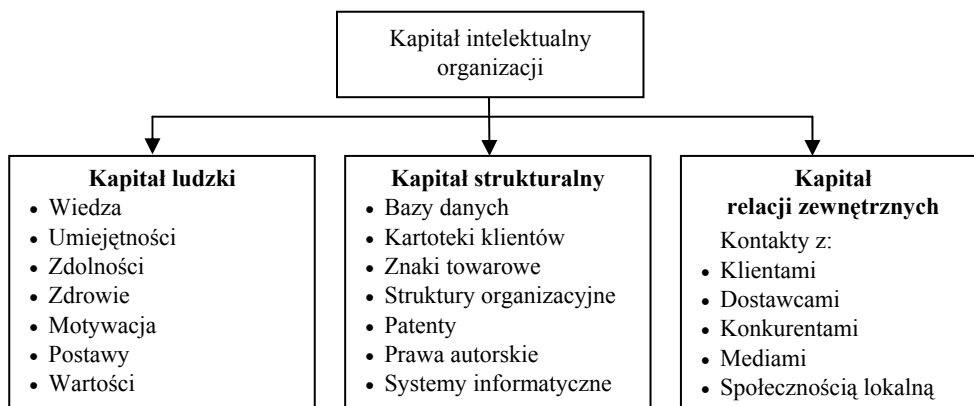 Kapitał intelektualny
organizacji
Kapitał ludzki
• Wiedza
• Umiejętności
• Zdolności
• Zdrowie
• Motywacja
• Postawy
• Wartości
Kapitał strukturalny
• Bazy danych
• Kartoteki klientów
• Znaki towarowe
• Struktury organizacyjne
• Patenty
• Prawa autorskie
• Systemy informatyczne
Kapitał
relacji zewnętrznych
Kontakty z:
• Klientami
• Dostawcami
• Konkurentami
• Mediami
• Społecznością lokalną